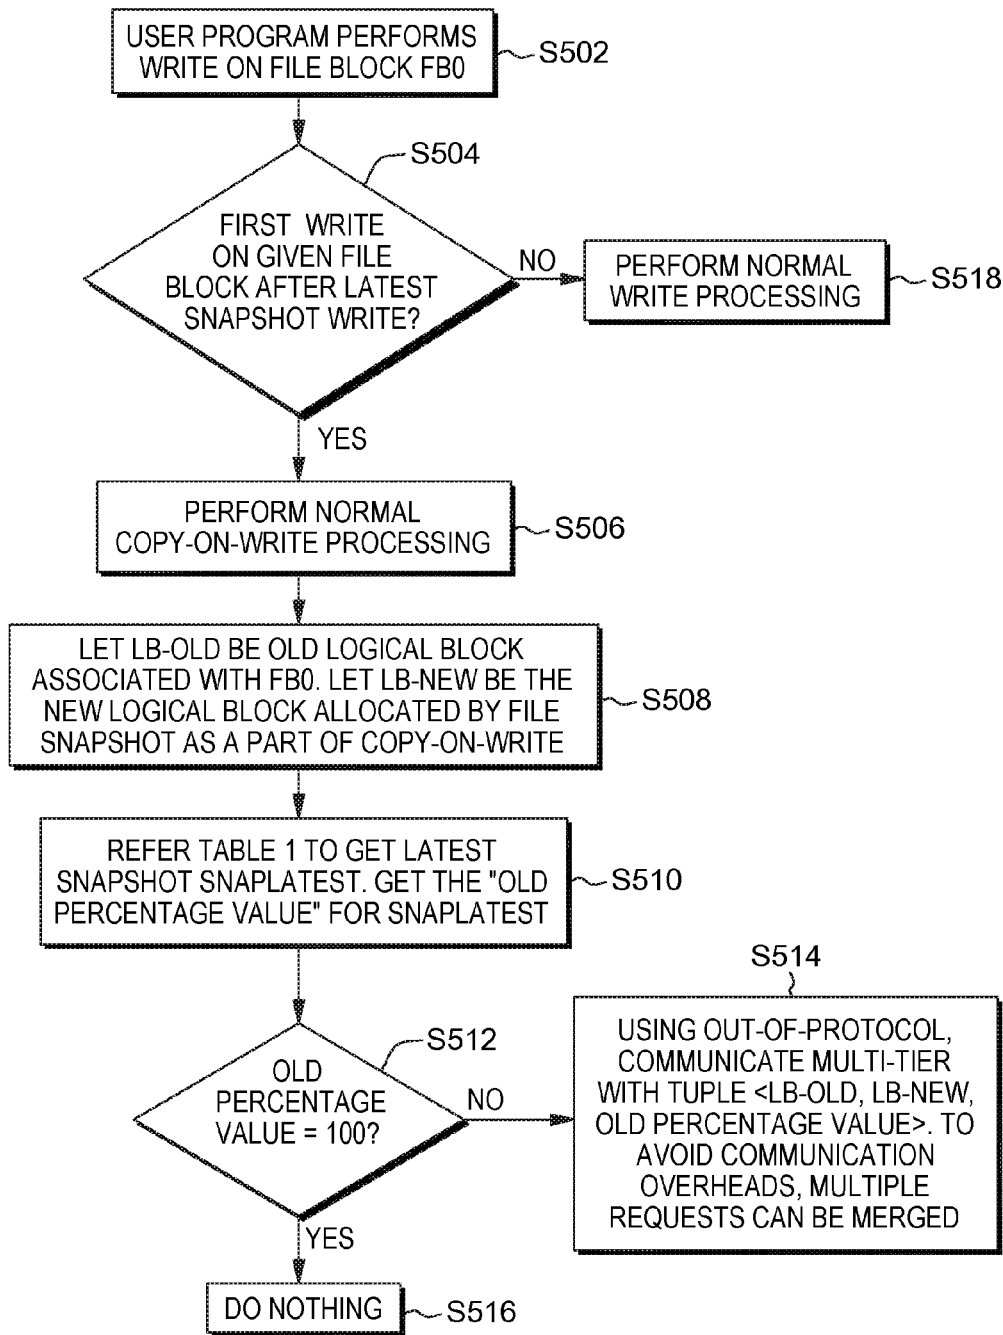 USER PROGRAM PERFORMS
WRITE ON FILE BLOCK FB0
S502
S504
FIRST WRITE
ON GIVEN FILE
BLOCK AFTER LATEST
SNAPSHOT WRITE?
NO
PERFORM NORMAL
WRITE PROCESSING
S518
YES
PERFORM NORMAL
COPY-ON-WRITE PROCESSING
S506
LET LB-OLD BE OLD LOGICAL BLOCK
ASSOCIATED WITH FB0. LET LB-NEW BE THE
NEW LOGICAL BLOCK ALLOCATED BY FILE
SNAPSHOT AS A PART OF COPY-ON-WRITE
S508
REFER TABLE 1 TO GET LATEST
SNAPSHOT SNAPLATEST. GET THE "OLD
PERCENTAGE VALUE" FOR SNAPLATEST
S510
S512
OLD
PERCENTAGE
VALUE = 100?
NO
S514
USING OUT-OF-PROTOCOL,
COMMUNICATE MULTI-TIER
WITH TUPLE <LB-OLD, LB-NEW,
OLD PERCENTAGE VALUE>. TO
AVOID COMMUNICATION
OVERHEADS, MULTIPLE
REQUESTS CAN BE MERGED
YES
DO NOTHING
S516